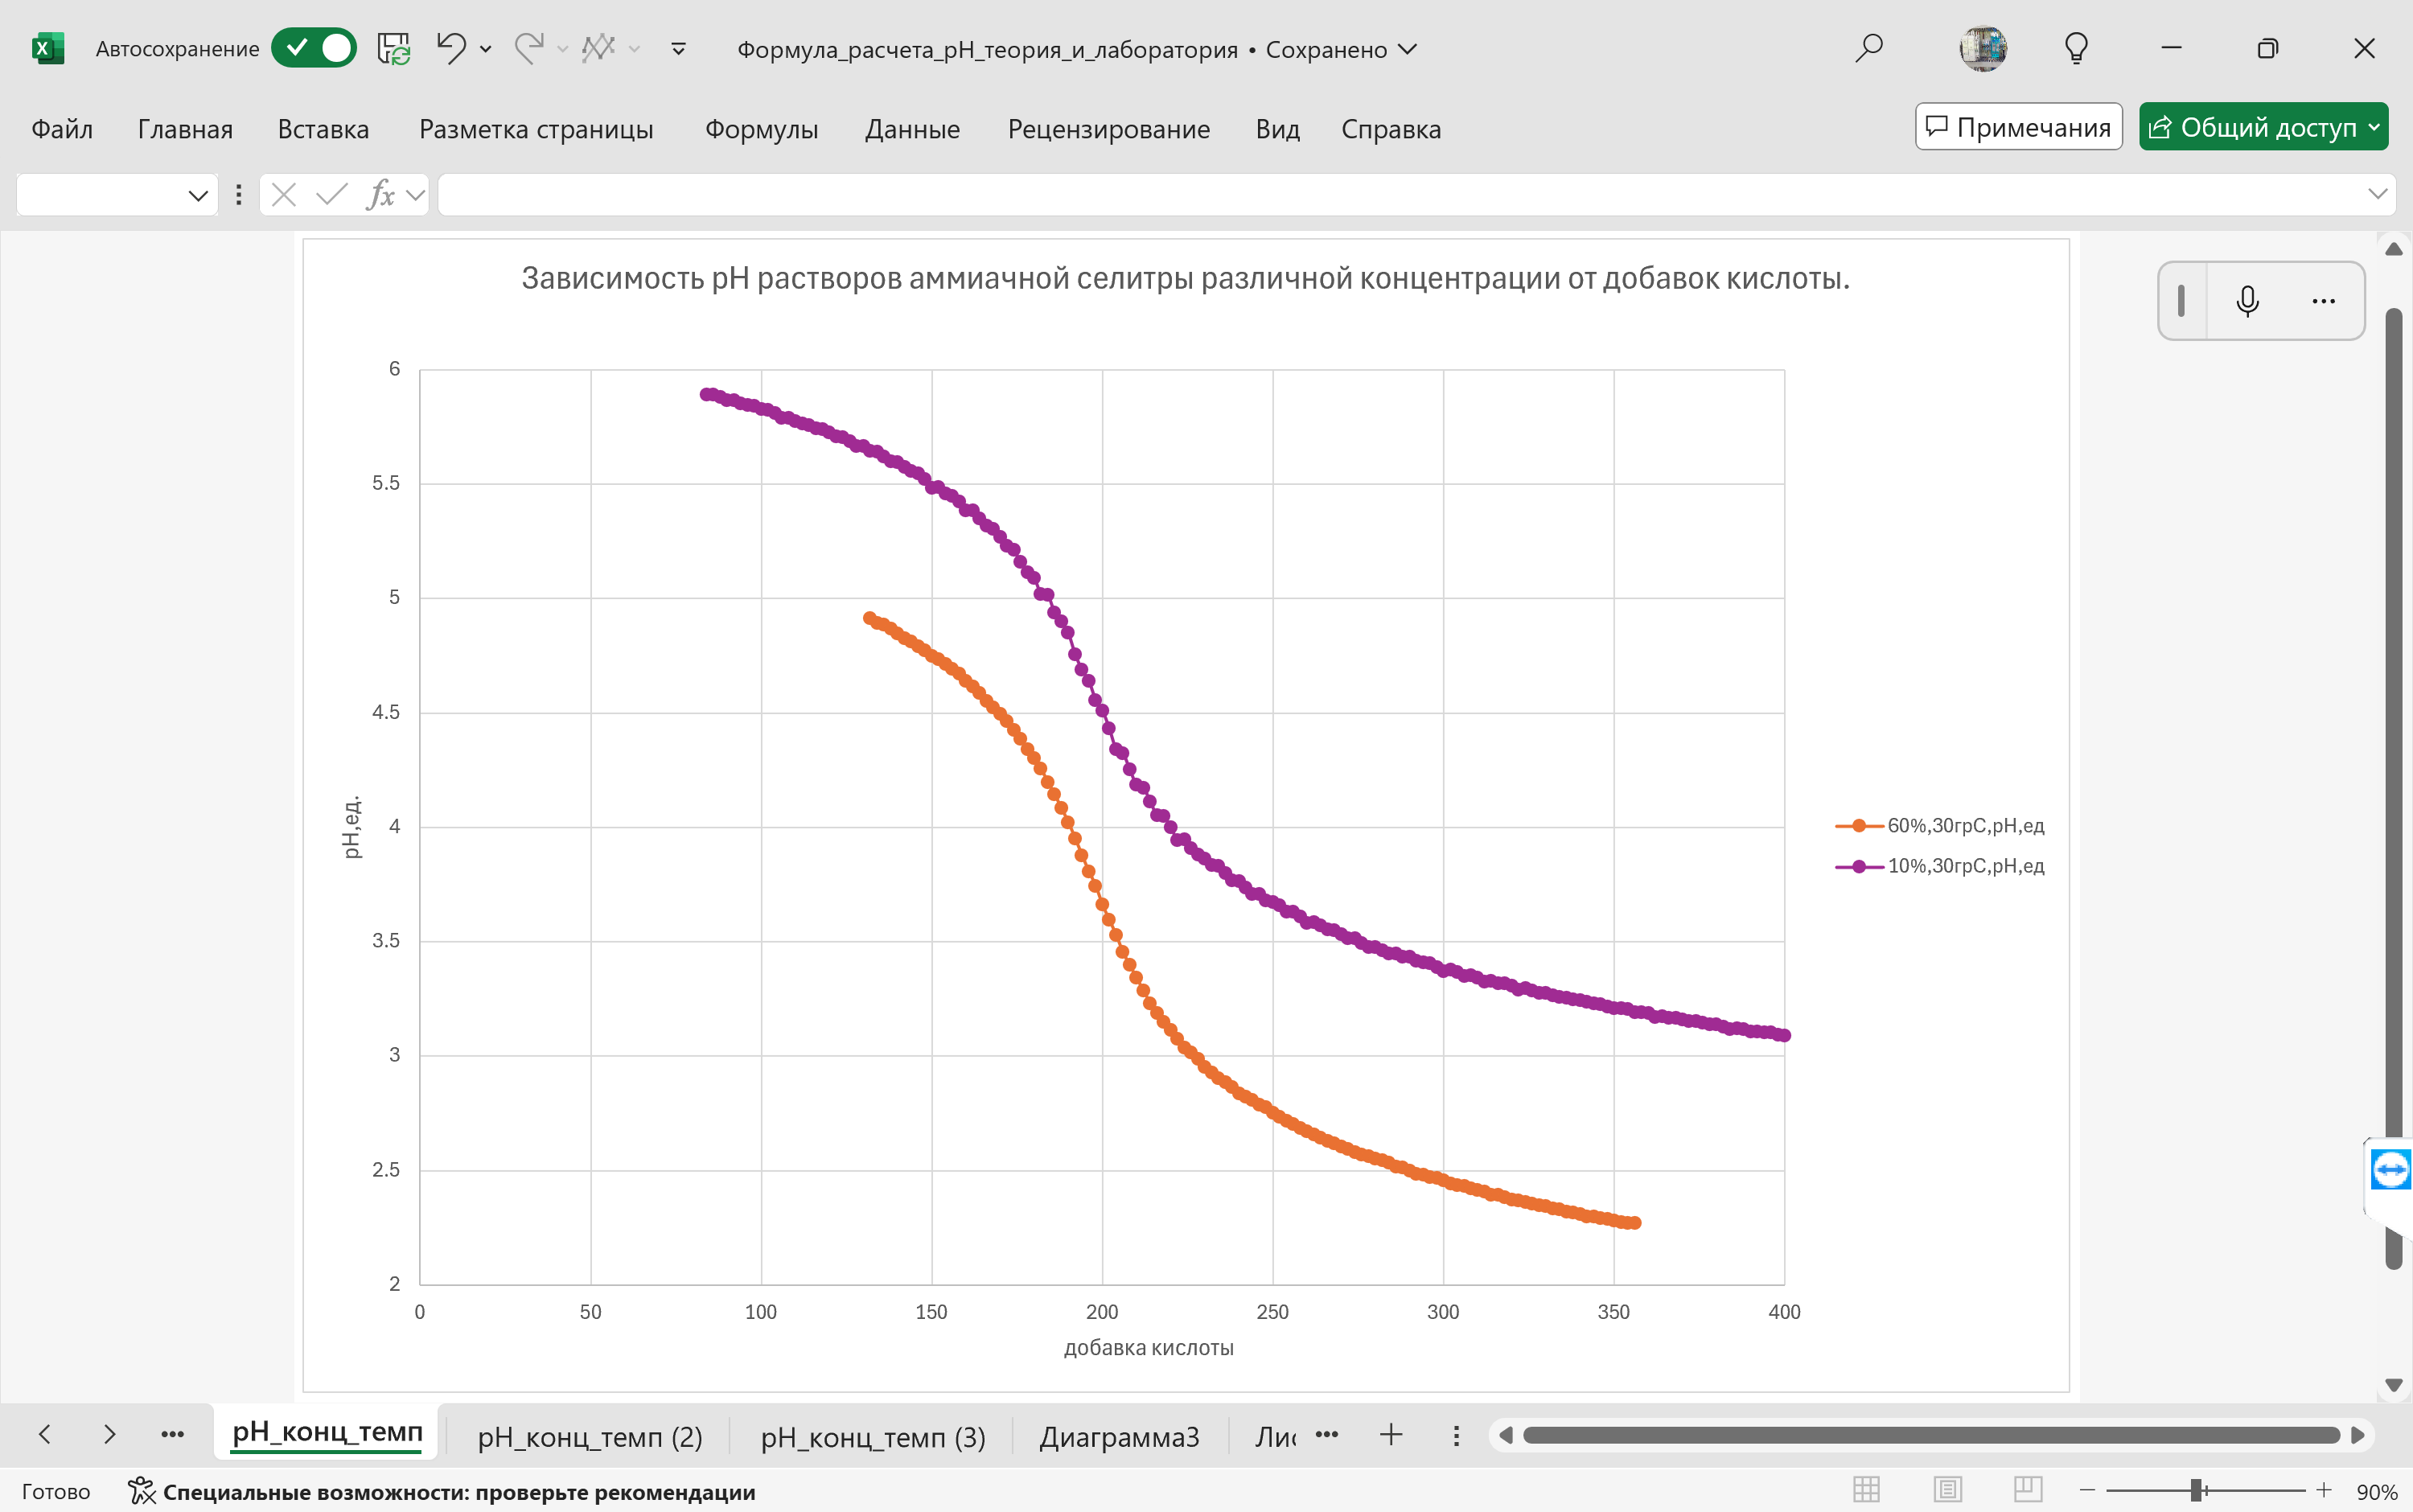 Автосохранение
Формула_расчета_pH_теория_и_лаборатория • Сохранено
Файл Главная Вставка Разметка страницы Формулы Данные Рецензирование Вид Справка Примечания Общий доступ
fx
Зависимость pH растворов аммиачной селитры различной концентрации от добавок кислоты.
6
5.5
5
4.5
4
3.5
3
2.5
2
pH,ед.
0 50 100 150 200 250 300 350 400
добавка кислоты
60%,30грС,pH,ед
10%,30грС,pH,ед
pH_конц_темп pH_конц_темп (2) pH_конц_темп (3) Диаграмма3 Лис
Готово Специальные возможности: проверьте рекомендации 90%